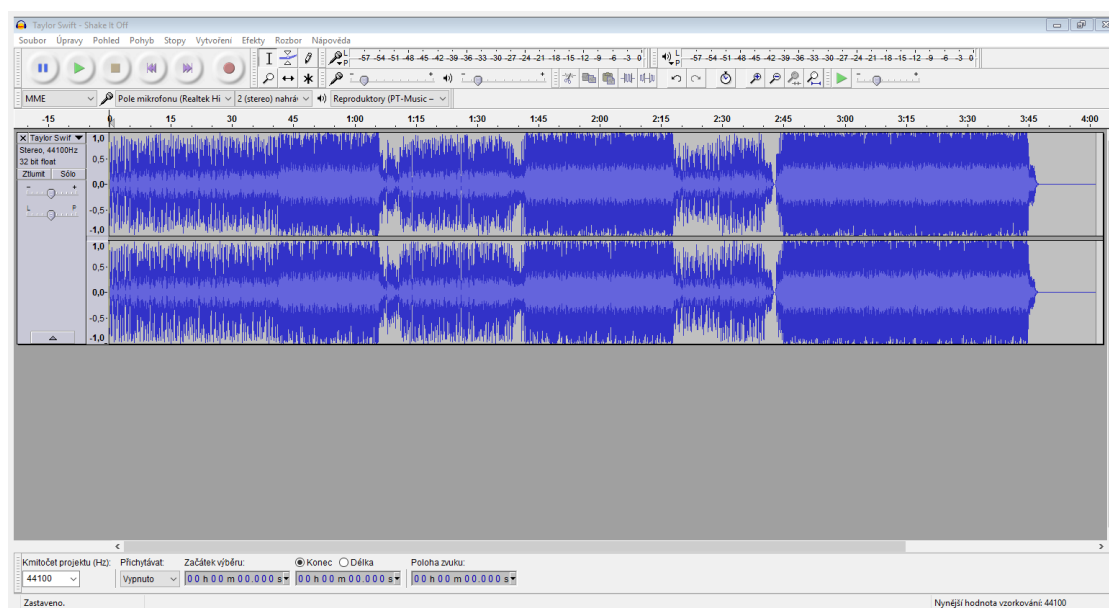 Taylor Swift - Shake It Off
Soubor Úpravy Pohled Pohyb Stopy Vytvoření Efekty Rozbor Nápověda
L P -57 -54 -51 -48 -45 -42 -39 -36 -33 -30 -27 -24 -21 -18 -15 -12 -9 -6 -3 0 L P -57 -54 -51 -48 -45 -42 -39 -36 -33 -30 -27 -24 -21 -18 -15 -12 -9 -6 -3 0
- + - +
MME Pole mikrofonu (Realtek Hi 2 (stereo) nahrá Reproduktory (PT-Music –
-15 0 15 30 45 1:00 1:15 1:30 1:45 2:00 2:15 2:30 2:45 3:00 3:15 3:30 3:45 4:00
Taylor Swif 1,0
Stereo, 44100Hz
32 bit float 0,5
Ztlumt Sólo
- + 0,0
L P -0,5
-1,0
1,0
0,5
0,0
-0,5
-1,0
Kmitočet projektu (Hz): Přichytávat: Začátek výběru: Konec Délka Poloha zvuku:
44100 Vypnuto 00 h 00 m 00.000 s 00 h 00 m 00.000 s 00 h 00 m 00.000 s
Zastaveno. Nynější hodnota vzorkování: 44100